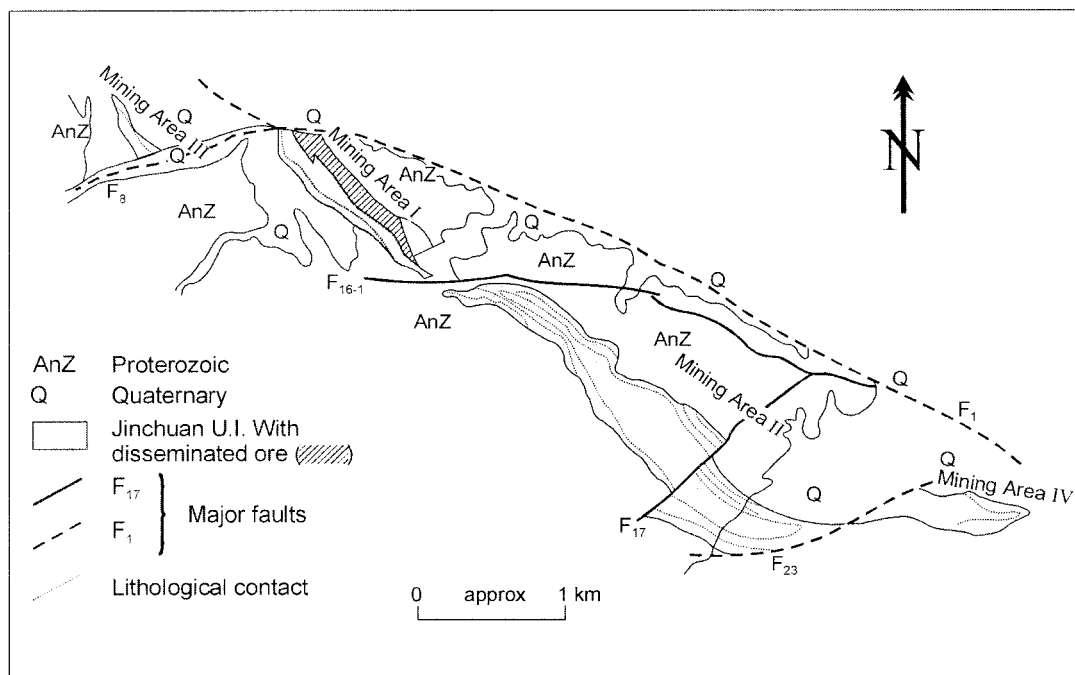 Mining Area III
Q
AnZ
Q
F8
AnZ
Q
Q
Mining Area I
AnZ
Q
AnZ
F16-1
AnZ
Q
AnZ
Mining Area II
Q
F1
Q
Mining Area IV
Q
F17
F23
N
AnZ Proterozoic
Q Quaternary
Jinchuan U.I. With
disseminated ore ( )
F17
F1
Major faults
Lithological contact
0 approx 1 km